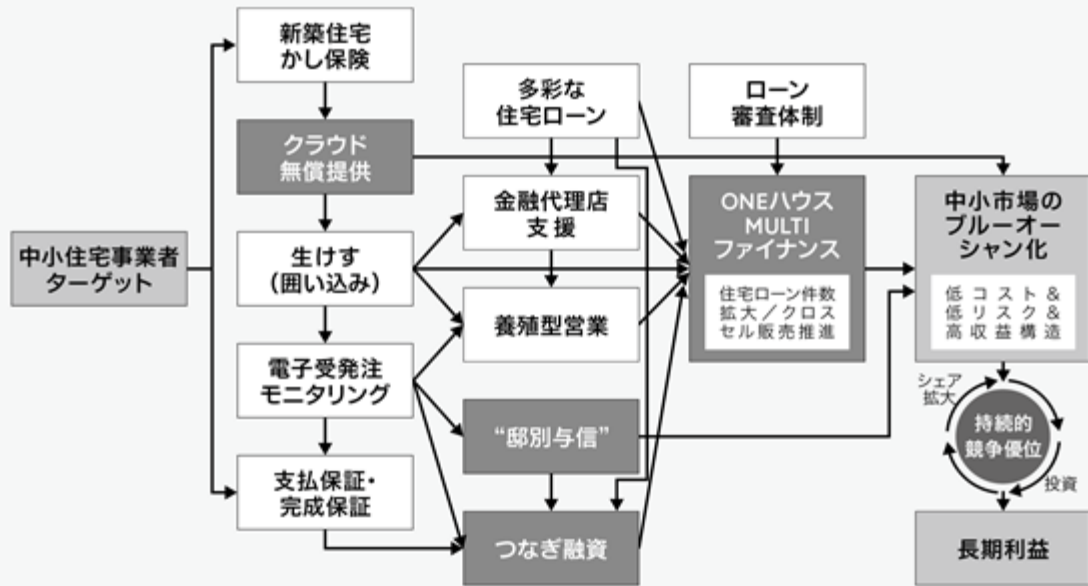 中小住宅事業者
ターゲット
新築住宅
かし保険
クラウド
無償提供
生けす
(囲い込み)
電子受発注
モニタリング
支払保証・
完成保証
多彩な
住宅ローン
金融代理店
支援
養殖型営業
“邸別与信”
つなぎ融資
ローン
審査体制
ONEハウス
MULTI
ファイナンス
住宅ローン件数
拡大／クロス
セル販売推進
中小市場の
ブルーオー
シャン化
低コスト&
低リスク&
高収益構造
シェア
拡大
持続的
競争優位
投資
長期利益